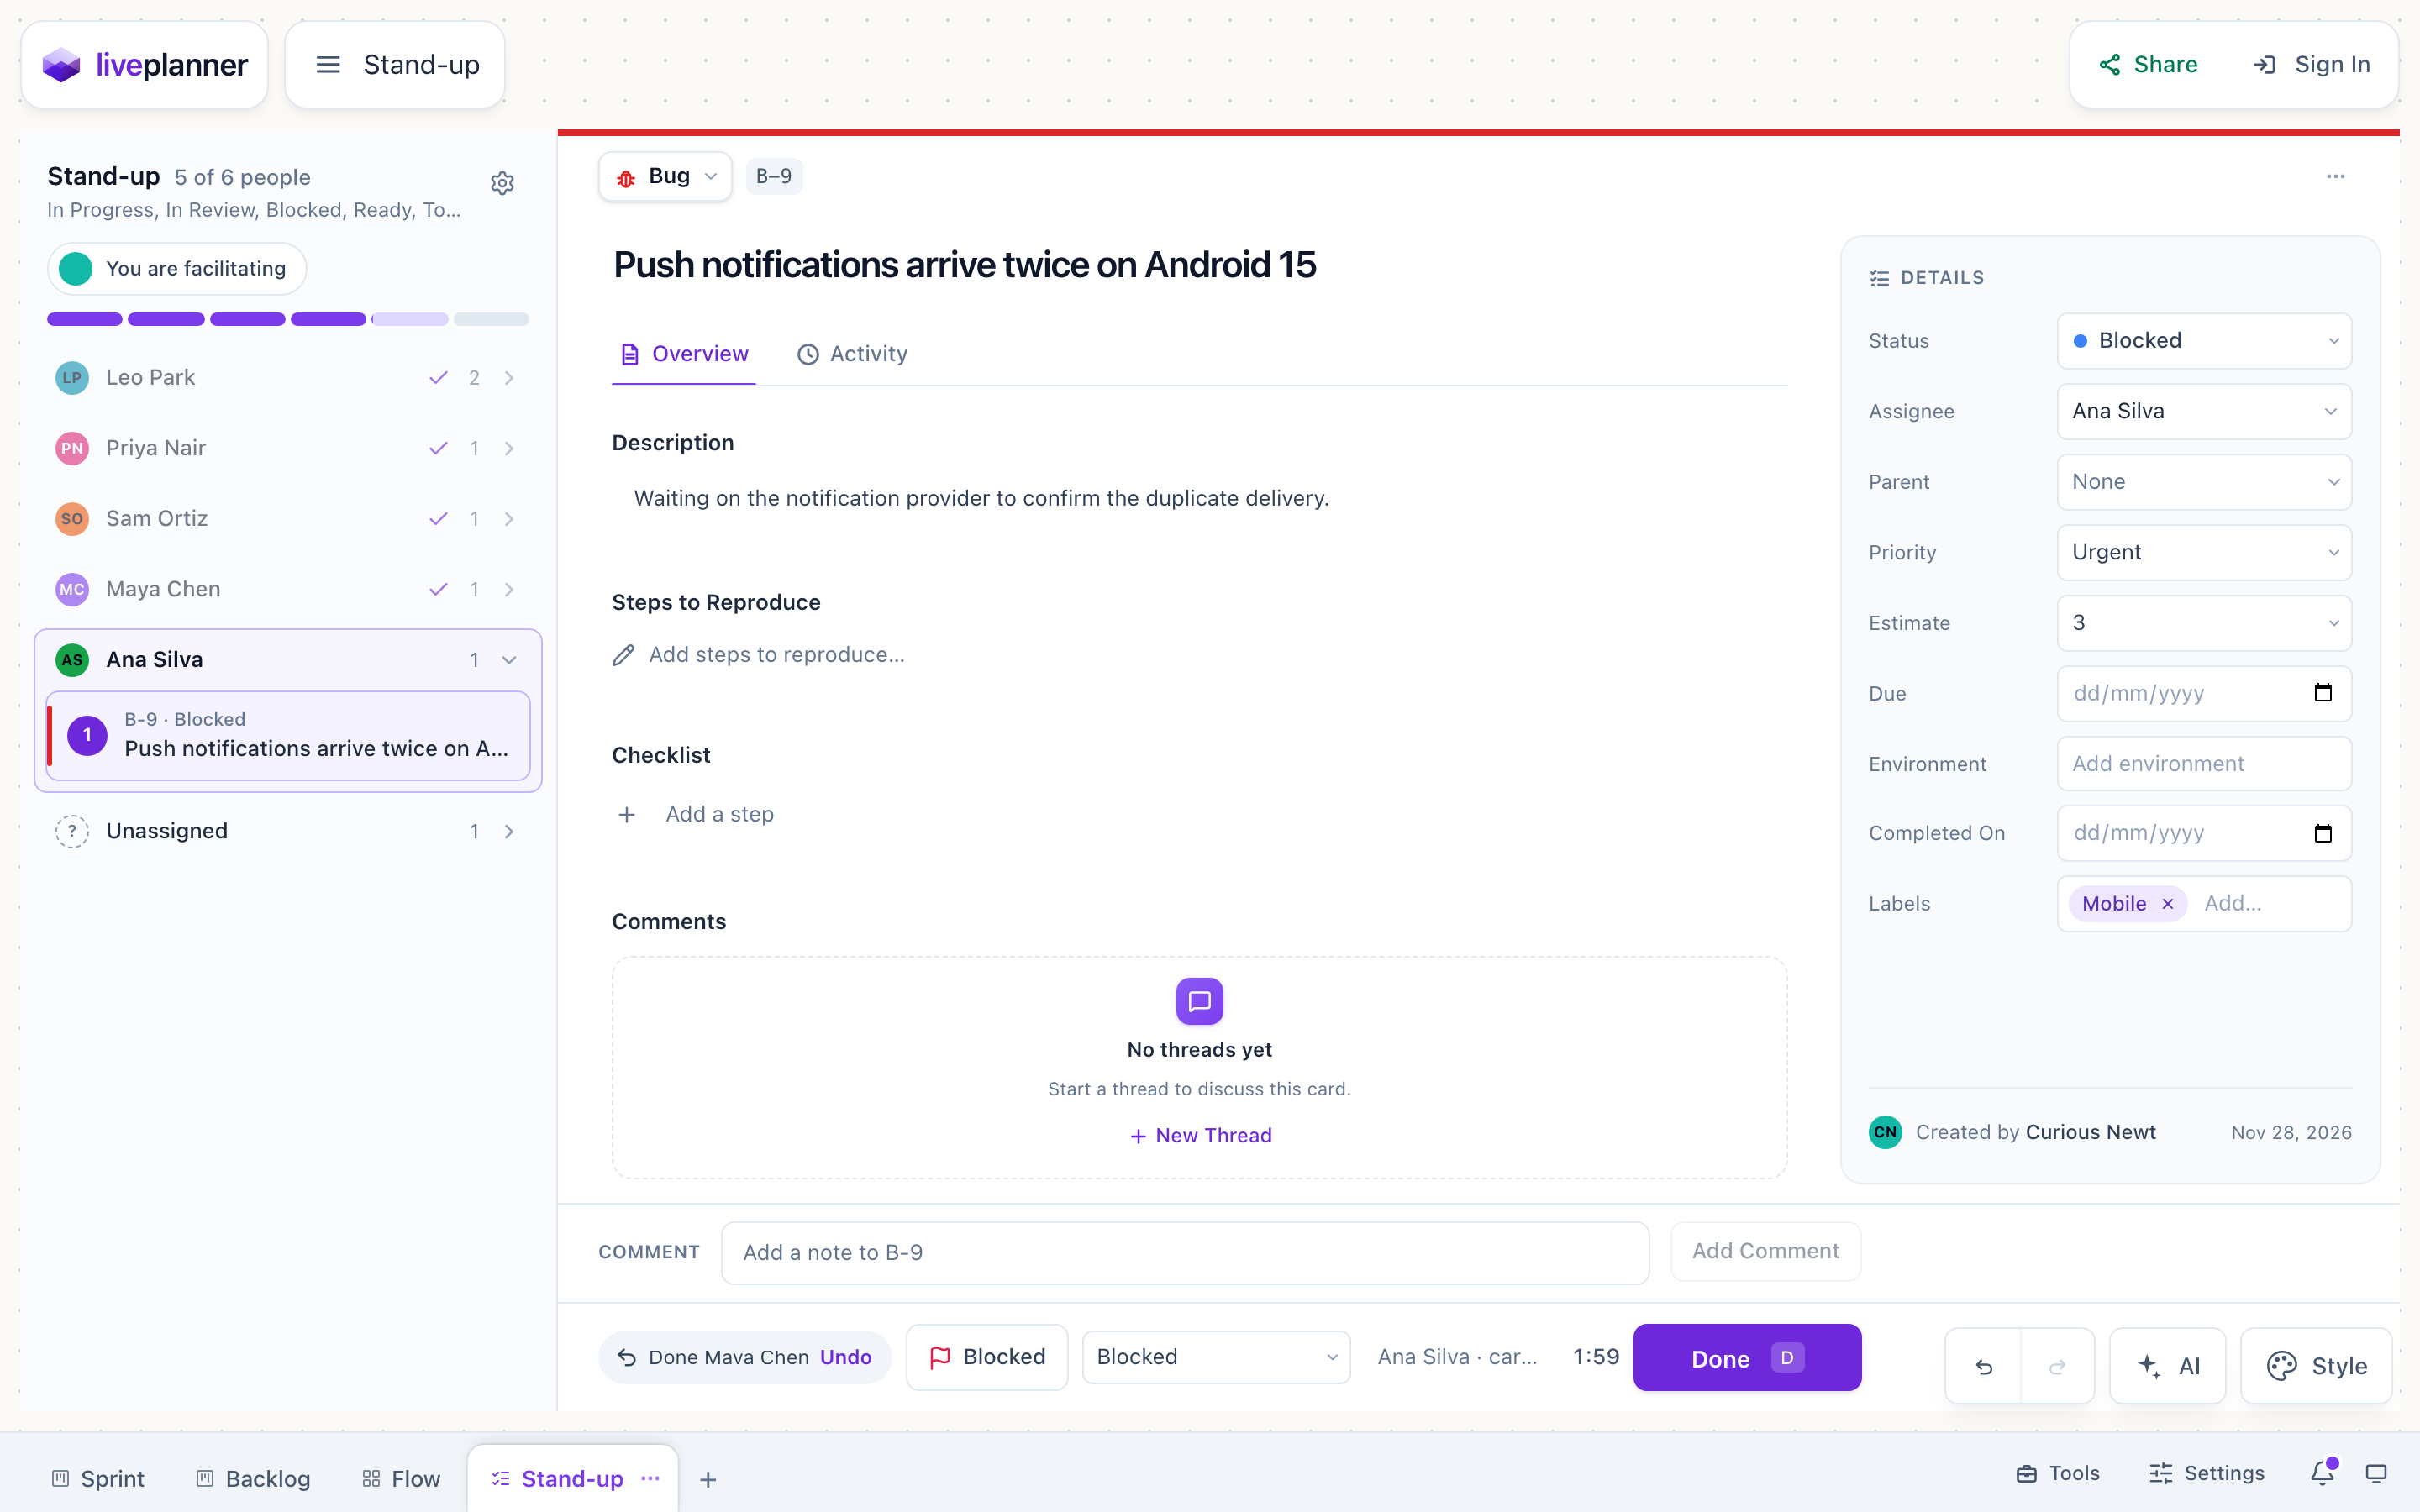 liveplanner
Stand-up
Share
Sign In
Stand-up 5 of 6 people
In Progress, In Review, Blocked, Ready, To...
You are facilitating
LP Leo Park 2
PN Priya Nair 1
SO Sam Ortiz 1
MC Maya Chen 1
AS Ana Silva 1
1
B-9 · Blocked
Push notifications arrive twice on A...
? Unassigned 1
Bug B-9
Push notifications arrive twice on Android 15
Overview Activity
Description
Waiting on the notification provider to confirm the duplicate delivery.
Steps to Reproduce
Add steps to reproduce...
Checklist
Add a step
Comments
No threads yet
Start a thread to discuss this card.
New Thread
DETAILS
Status Blocked
Assignee Ana Silva
Parent None
Priority Urgent
Estimate 3
Due dd/mm/yyyy
Environment Add environment
Completed On dd/mm/yyyy
Labels Mobile Add...
CN Created by Curious Newt Nov 28, 2026
COMMENT Add a note to B-9 Add Comment
Done Maya Chen Undo Blocked Blocked Ana Silva · car... 1:59 Done D
AI Style
Sprint Backlog Flow Stand-up
Tools Settings